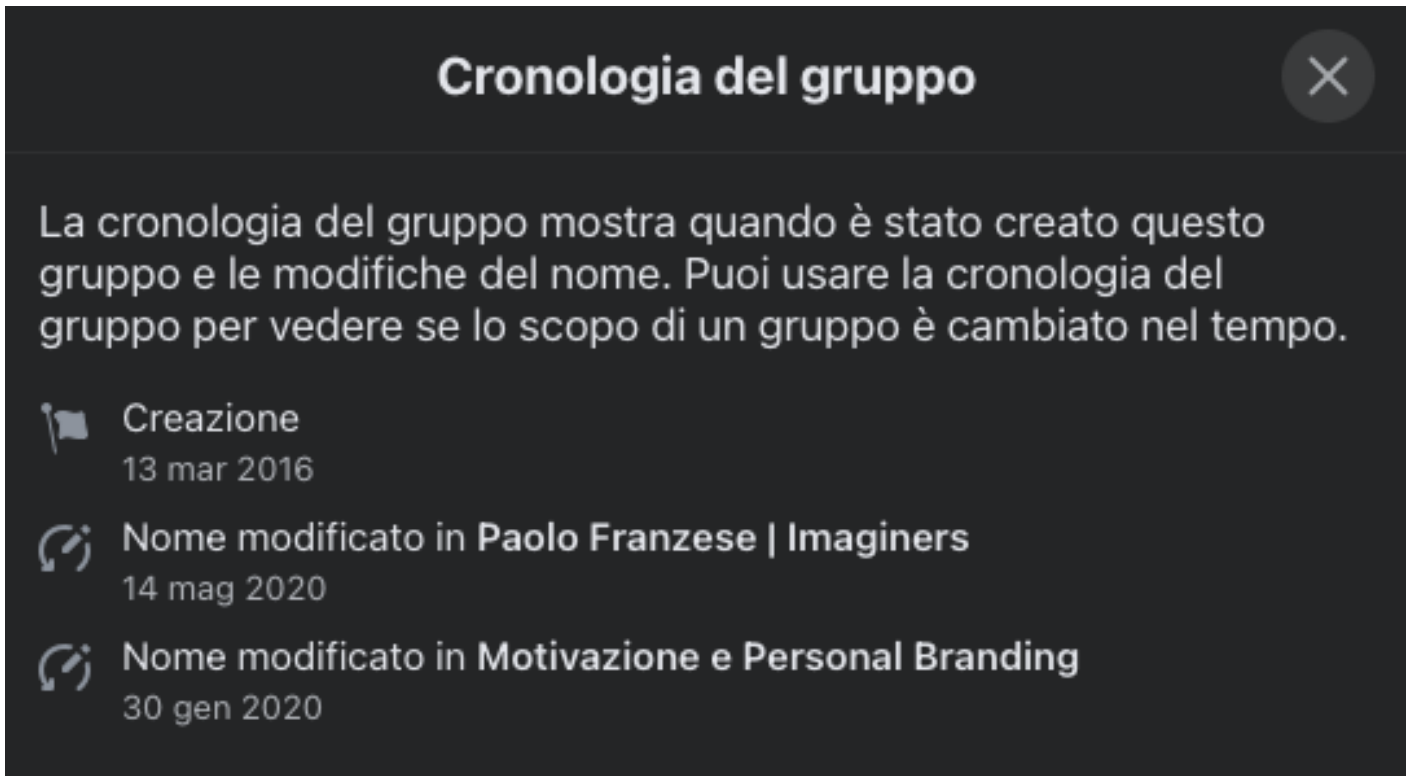 Cronologia del gruppo
La cronologia del gruppo mostra quando è stato creato questo
gruppo e le modifiche del nome. Puoi usare la cronologia del
gruppo per vedere se lo scopo di un gruppo è cambiato nel tempo.
Creazione
13 mar 2016
Nome modificato in Paolo Franzese | Imaginers
14 mag 2020
Nome modificato in Motivazione e Personal Branding
30 gen 2020